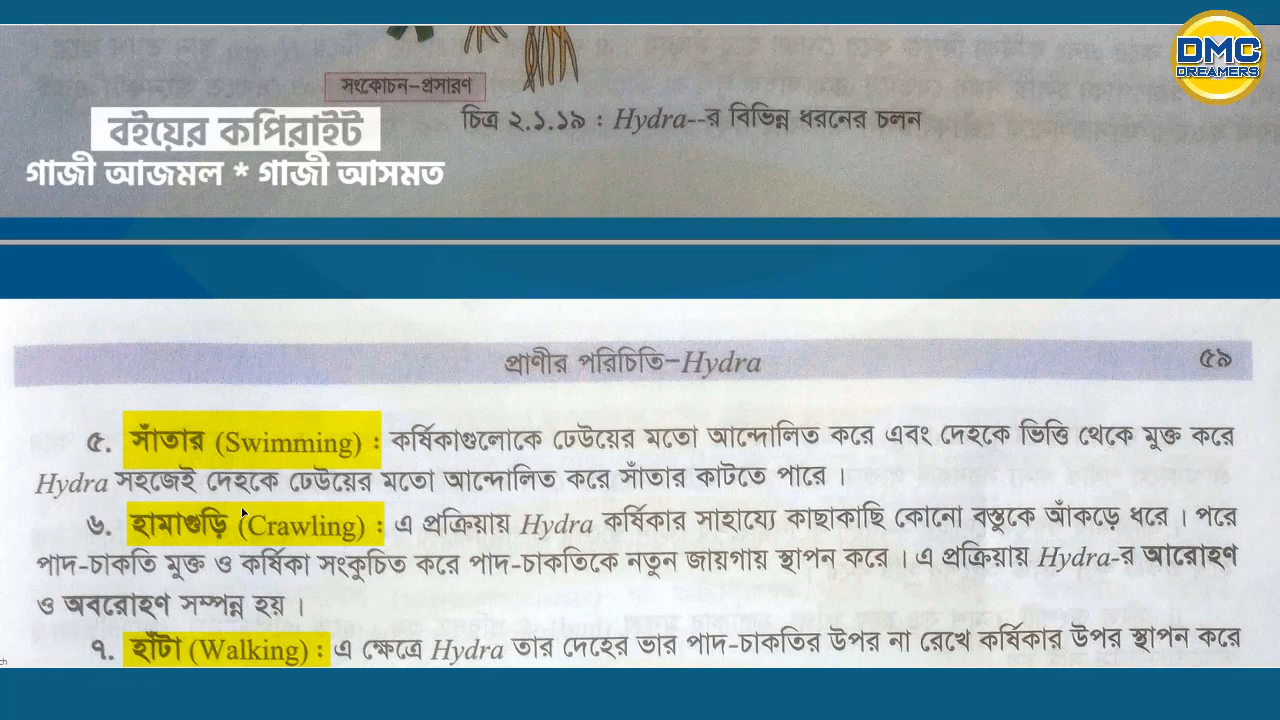 DMC
DREAMERS
সংকোচন-প্রসারণ
চিত্র ২.১.১৯ : Hydra--র বিভিন্ন ধরনের চলন
বইয়ের কপিরাইট
গাজী আজমল * গাজী আসমত
প্রাণীর পরিচিতি-Hydra ৫৯
৫. সাঁতার (Swimming) : কর্ষিকাগুলোকে ঢেউয়ের মতো আন্দোলিত করে এবং দেহকে ভিত্তি থেকে মুক্ত করে
Hydra সহজেই দেহকে ঢেউয়ের মতো আন্দোলিত করে সাঁতার কাটতে পারে ।
৬. হামাগুড়ি (Crawling) : এ প্রক্রিয়ায় Hydra কর্ষিকার সাহায্যে কাছাকাছি কোনো বস্তুকে আঁকড়ে ধরে । পরে
পাদ-চাকতি মুক্ত ও কর্ষিকা সংকুচিত করে পাদ-চাকতিকে নতুন জায়গায় স্থাপন করে । এ প্রক্রিয়ায় Hydra-র আরোহণ
ও অবরোহণ সম্পন্ন হয় ।
৭. হাঁটা (Walking) : এ ক্ষেত্রে Hydra তার দেহের ভার পাদ-চাকতির উপর না রেখে কর্ষিকার উপর স্থাপন করে